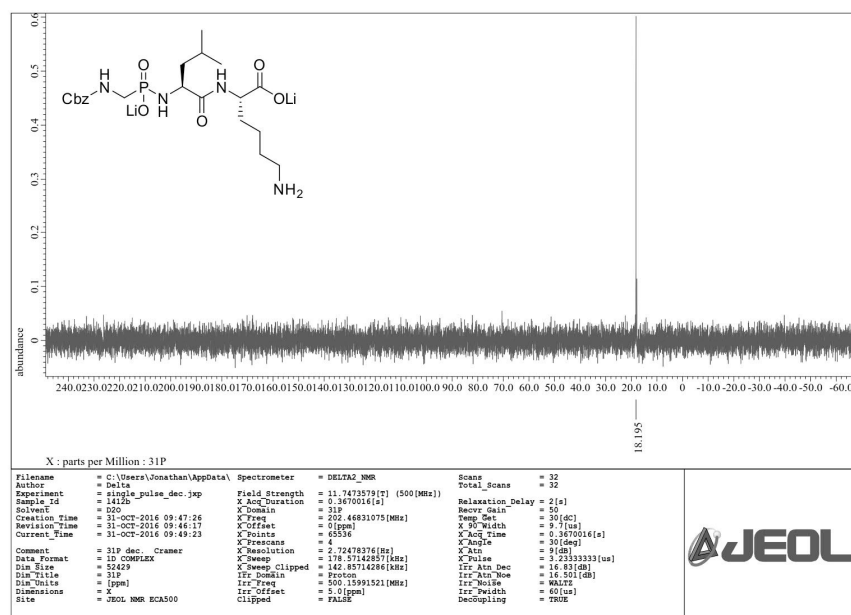 0.6
0.5
0.4
0.3
0.2
0.1
0
abundance
H
N
Cbz
O
P
LiO
N
H
O
H
N
O
OLi
NH2
240.0230.0220.0210.0200.0190.0180.0170.0160.0150.0140.0130.0120.0110.0100.0 90.0 80.0 70.0 60.0 50.0 40.0 30.0 20.0 10.0 0 -10.0 -20.0 -30.0 -40.0 -50.0 -60.0
18.195
X : parts per Million : 31P
Filename = C:\Users\Jonathan\AppData\
Author = Delta
Experiment = single_pulse_dec.jxp
Sample_Id = 1412b
Solvent = D2O
Creation_Time = 31-OCT-2016 09:47:26
Revision_Time = 31-OCT-2016 09:46:17
Current_Time = 31-OCT-2016 09:49:23
Comment = 31P dec. Cramer
Data_Format = 1D COMPLEX
Dim_Size = 52429
Dim_Title = 31P
Dim_Units = [ppm]
Dimensions = X
Site = JEOL NMR ECA500
Spectrometer = DELTA2_NMR
Field_Strength = 11.7473579[T] (500[MHz])
X_Acq_Duration = 0.3670016[s]
X_Domain = 31P
X_Freq = 202.46831075[MHz]
X_Offset = 0[ppm]
X_Points = 65536
X_Prescans = 4
X_Resolution = 2.72478376[Hz]
X_Sweep = 178.57142857[kHz]
X_Sweep_Clipped = 142.85714286[kHz]
Irr_Domain = Proton
Irr_Freq = 500.15991521[MHz]
Irr_Offset = 5.0[ppm]
Clipped = FALSE
Scans = 32
Total_Scans = 32
Relaxation_Delay = 2[s]
Recvr_Gain = 50
Temp_Get = 30[dC]
X_90_Width = 9.7[us]
X_Acq_Time = 0.3670016[s]
X_Angle = 30[deg]
X_Atn = 9[dB]
X_Pulse = 3.23333333[us]
Irr_Atn_Dec = 16.83[dB]
Irr_Atn_Noe = 16.501[dB]
Irr_Noise = WALTZ
Irr_Pwidth = 60[us]
Decoupling = TRUE
JEOL